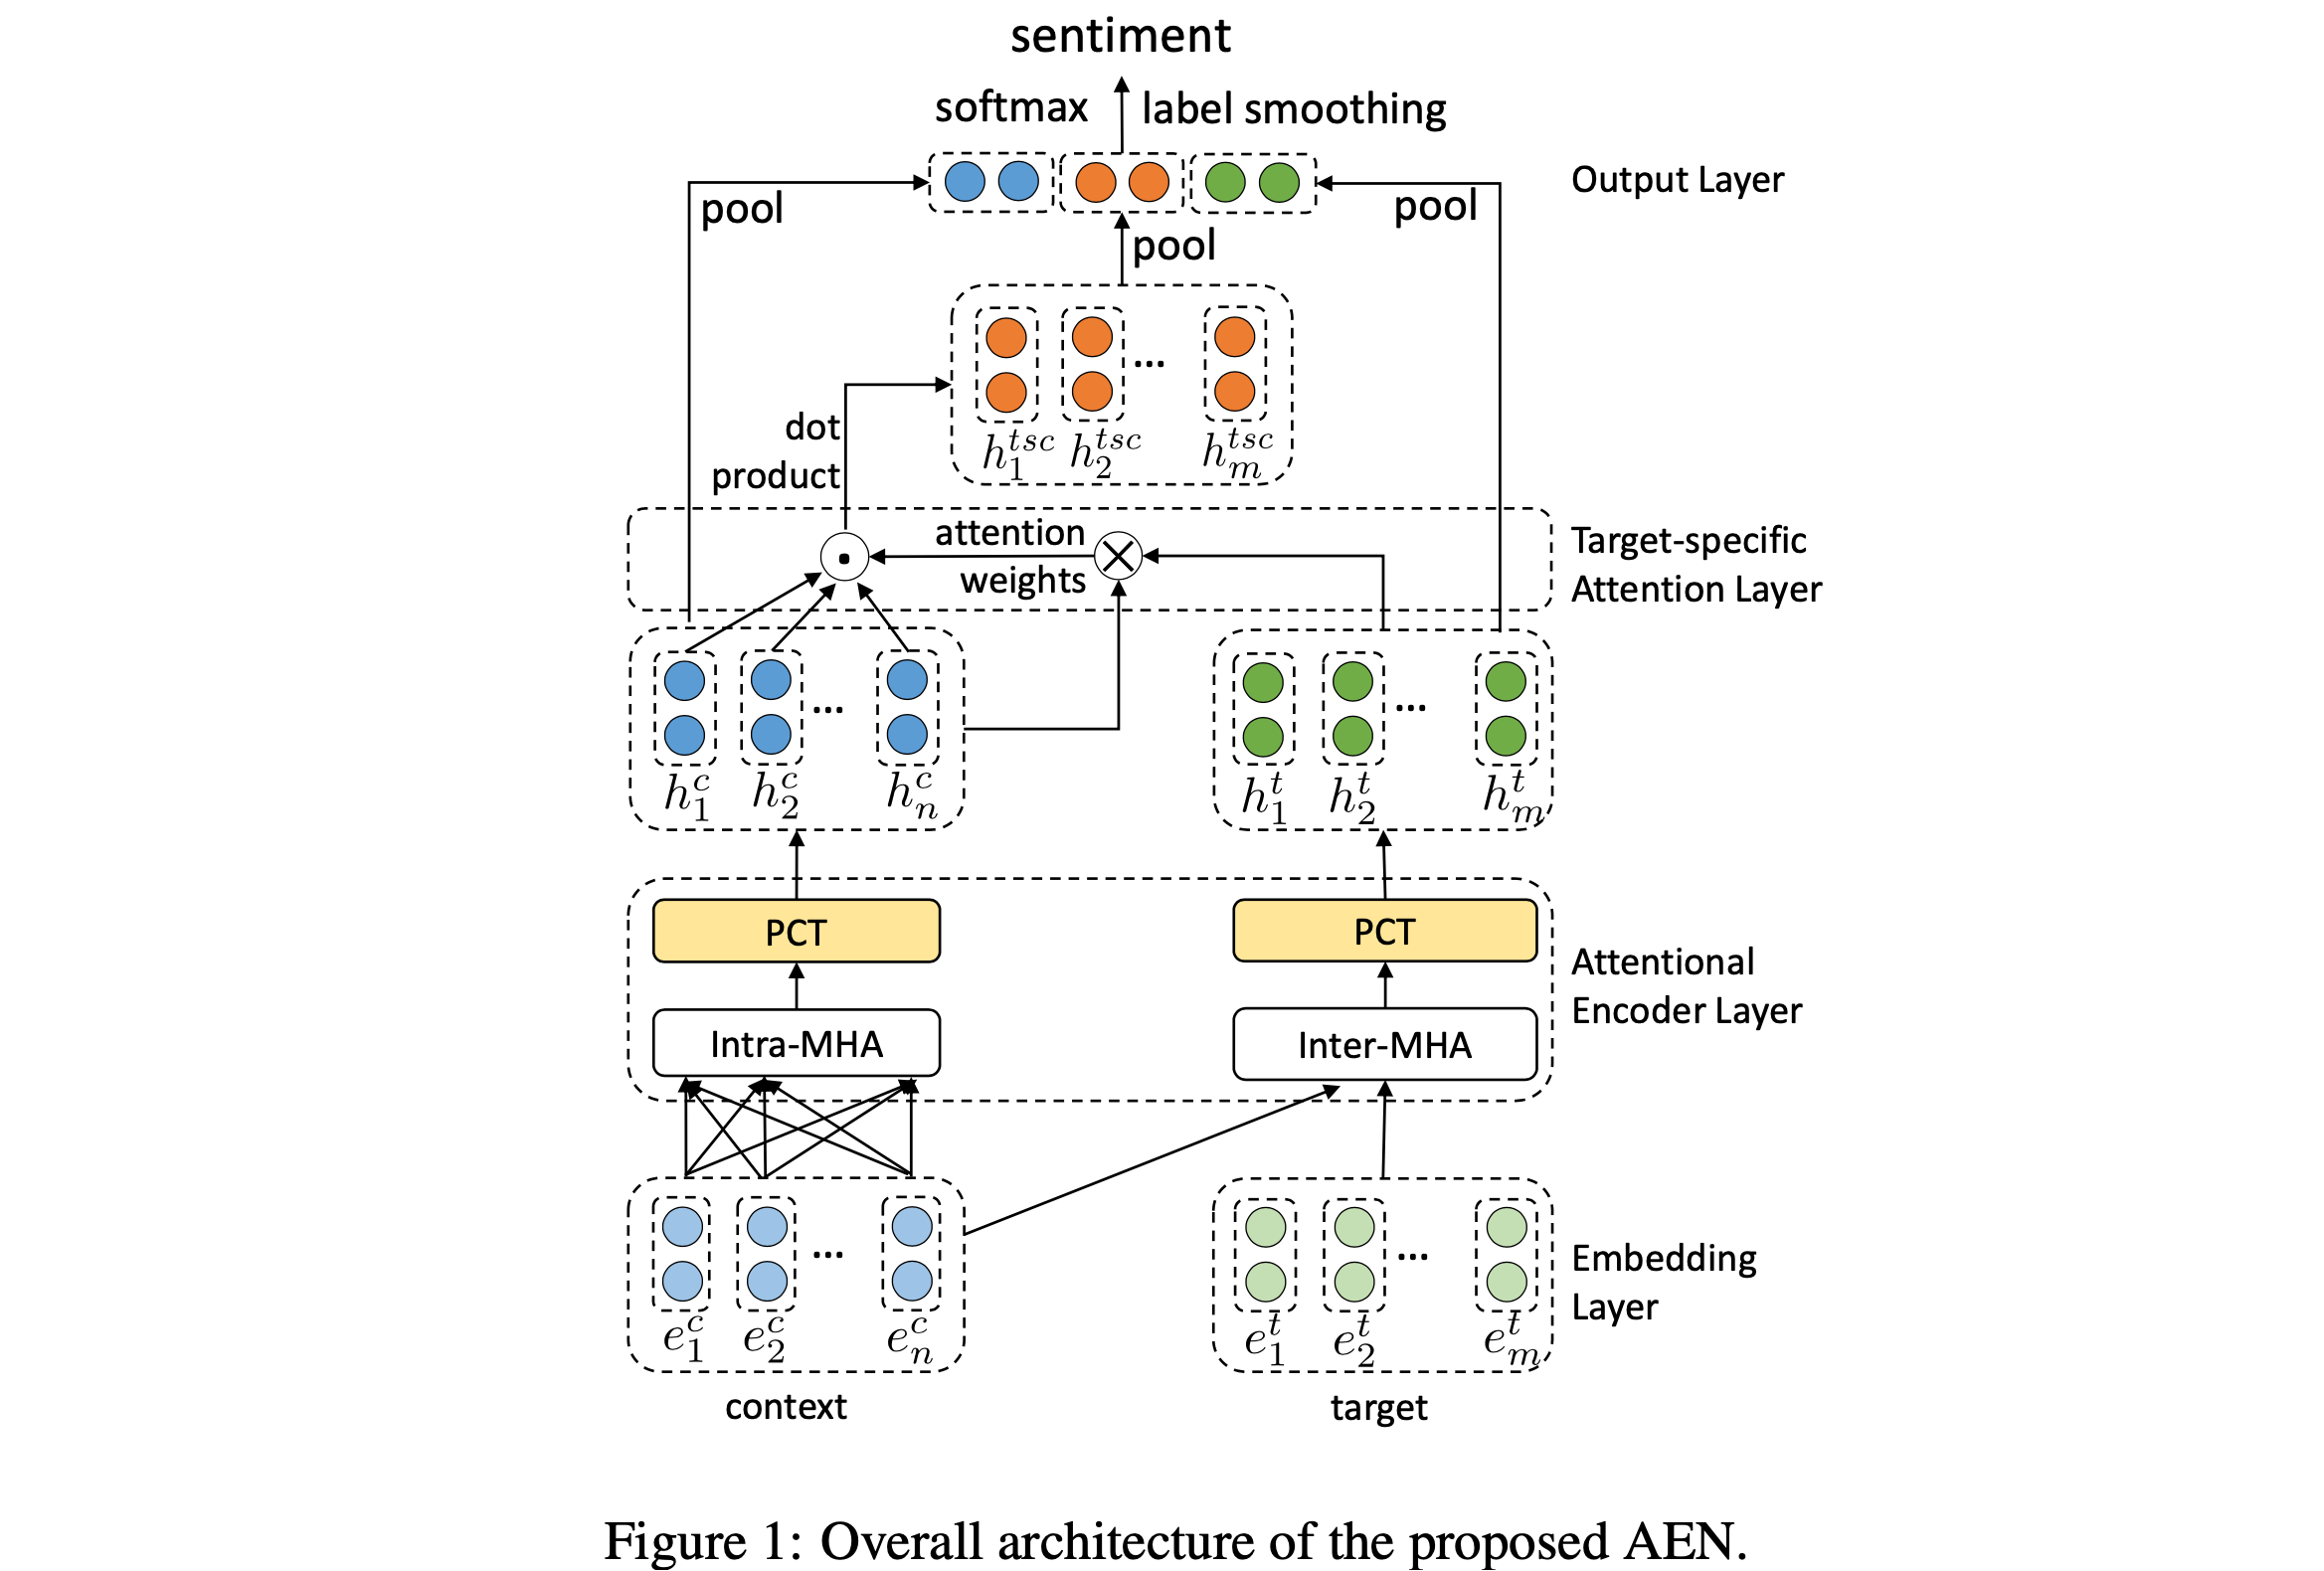 sentiment
softmax label smoothing
Output Layer
pool pool
pool
dot
product
h_1^{tsc} h_2^{tsc} ... h_m^{tsc}
attention
weights
Target-specific
Attention Layer
h_1^c h_2^c ... h_n^c
h_1^t h_2^t ... h_m^t
PCT PCT
Intra-MHA Inter-MHA
Attentional
Encoder Layer
e_1^c e_2^c ... e_n^c
e_1^t e_2^t ... e_m^t
Embedding
Layer
context target
Figure 1: Overall architecture of the proposed AEN.